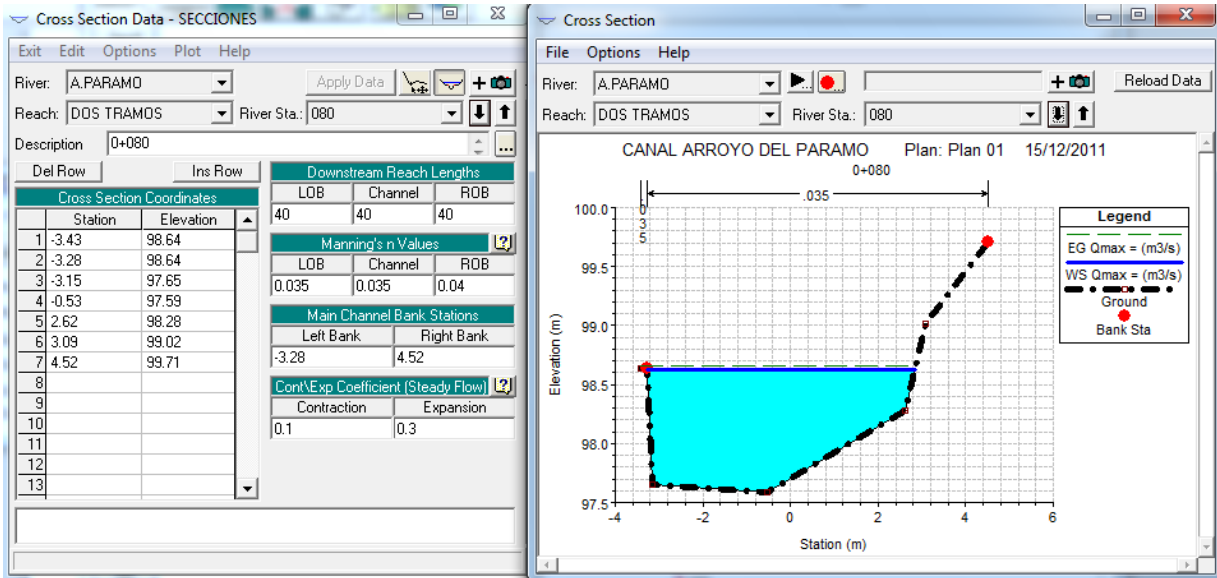 Cross Section Data - SECCIONES
Exit Edit Options Plot Help
River: A.PARAMO Apply Data
Reach: DOS TRAMOS River Sta.: 080
Description 0+080 ...
Del Row Ins Row
Cross Section Coordinates
Station Elevation
1 -3.43 98.64
2 -3.28 98.64
3 -3.15 97.65
4 -0.53 97.59
5 2.62 98.28
6 3.09 99.02
7 4.52 99.71
8
9
10
11
12
13
Downstream Reach Lengths
LOB Channel ROB
40 40 40
Manning's n Values
LOB Channel ROB
0.035 0.035 0.04
Main Channel Bank Stations
Left Bank Right Bank
-3.28 4.52
Cont\Exp Coefficient (Steady Flow)
Contraction Expansion
0.1 0.3
Cross Section
File Options Help
River: A.PARAMO Reload Data
Reach: DOS TRAMOS River Sta.: 080
CANAL ARROYO DEL PARAMO Plan: Plan 01 15/12/2011
0+080
.035
.035
100.0
99.5
99.0
98.5
98.0
97.5
-4 -2 0 2 4 6
Elevation (m)
Station (m)
Legend
EG Qmax = (m3/s)
WS Qmax = (m3/s)
Ground
Bank Sta